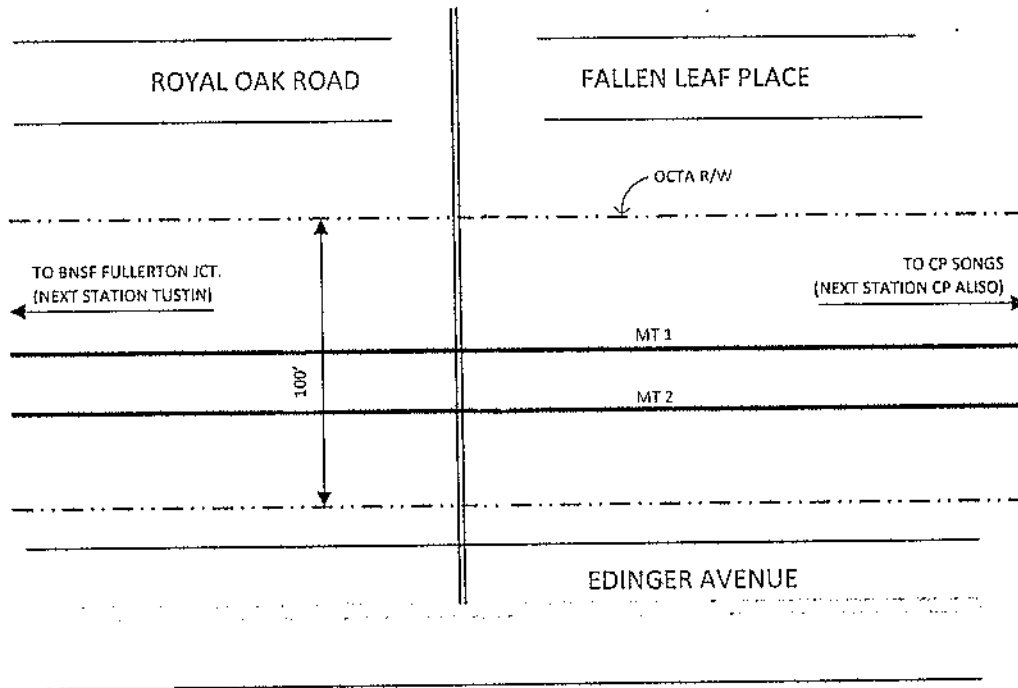 ROYAL OAK ROAD
FALLEN LEAF PLACE
OCTA R/W
TO BNSF FULLERTON JCT.
(NEXT STATION TUSTIN)
TO CP SONGS
(NEXT STATION CP ALISO)
MT 1
100'
MT 2
EDINGER AVENUE